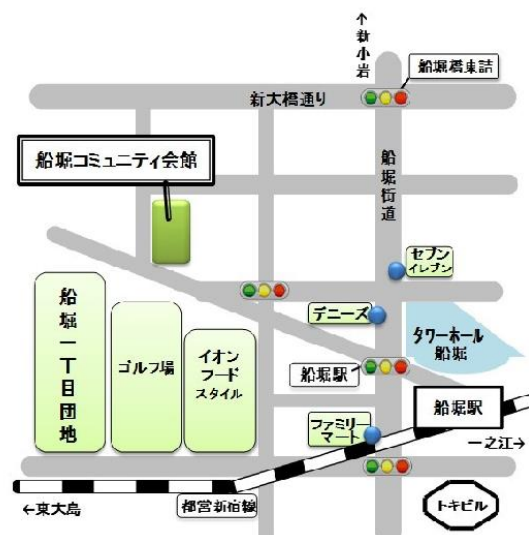 ↑新小岩
船堀橋東詰
新大橋通り
船堀コミュニティ会館
船堀街道
セブン
イレブン
デニーズ
タワーホール
船堀
船堀一丁目団地
ゴルフ場
イオン
フード
スタイル
船堀駅
船堀駅
ファミリー
マート
一之江→
←東大島
都営新宿線
トキビル